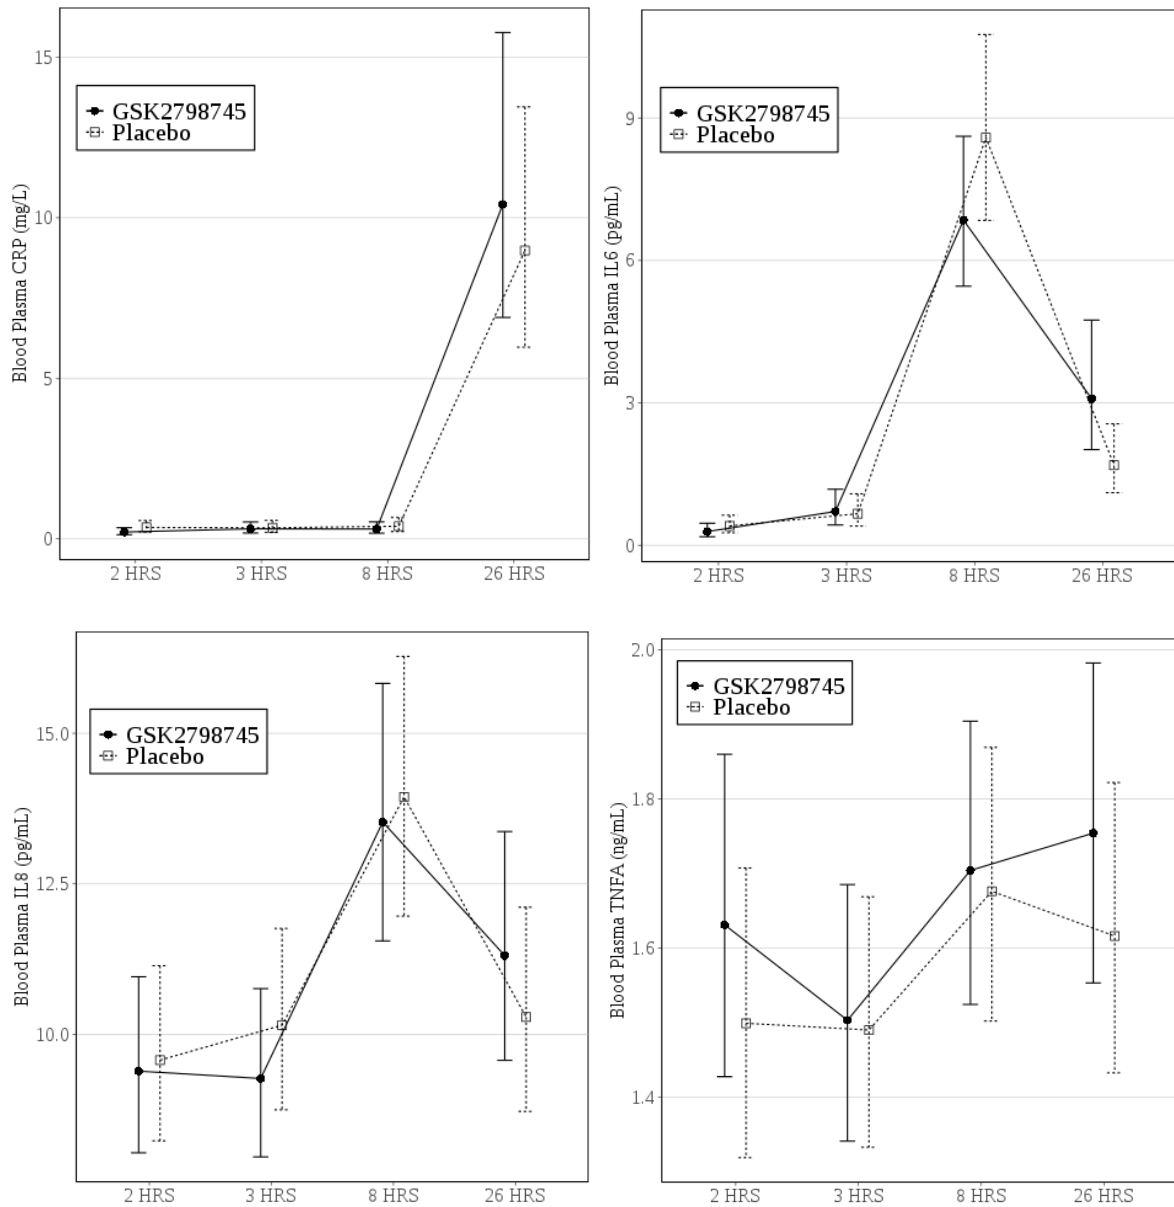 Blood Plasma CRP (mg/L)
15
10
5
0
GSK2798745
Placebo
2 HRS 3 HRS 8 HRS 26 HRS
Blood Plasma IL6 (pg/mL)
9
6
3
0
GSK2798745
Placebo
2 HRS 3 HRS 8 HRS 26 HRS
Blood Plasma IL8 (pg/mL)
15.0
12.5
10.0
GSK2798745
Placebo
2 HRS 3 HRS 8 HRS 26 HRS
Blood Plasma TNFA (ng/mL)
2.0
1.8
1.6
1.4
GSK2798745
Placebo
2 HRS 3 HRS 8 HRS 26 HRS